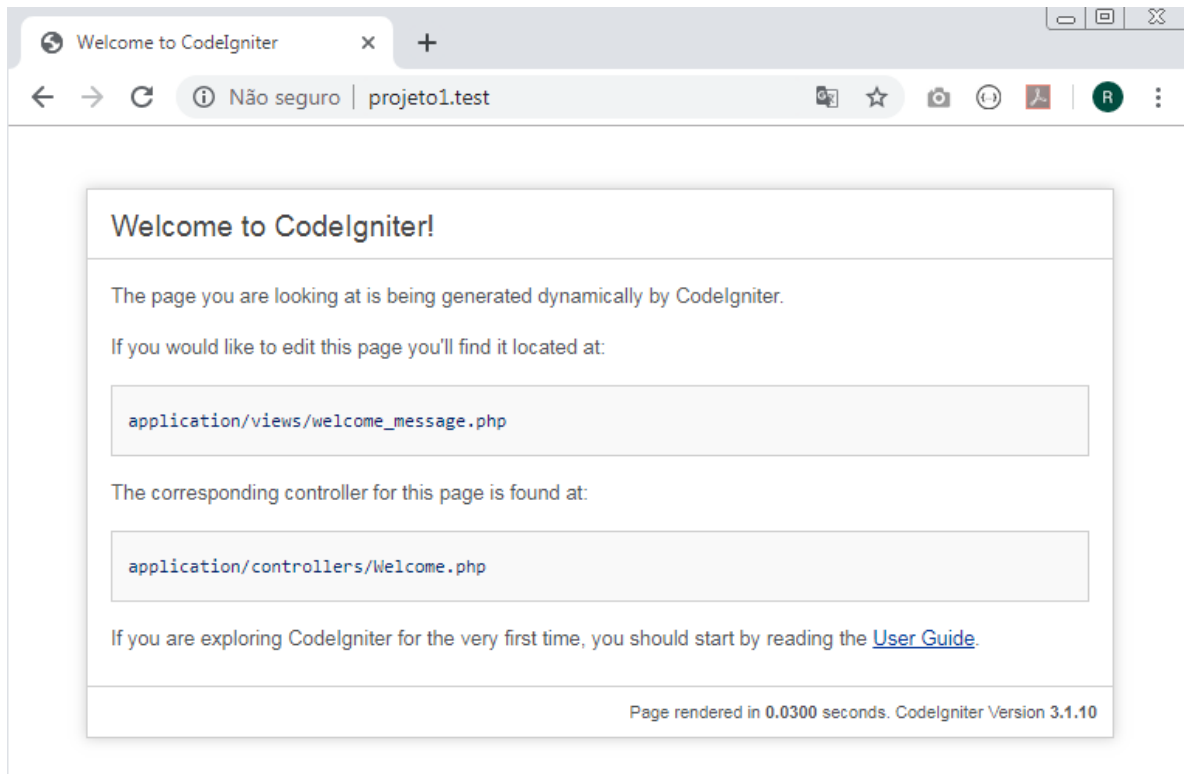 Welcome to CodeIgniter
Não seguro | projeto1.test
R
Welcome to CodeIgniter!
The page you are looking at is being generated dynamically by CodeIgniter.
If you would like to edit this page you'll find it located at:
application/views/welcome_message.php
The corresponding controller for this page is found at:
application/controllers/Welcome.php
If you are exploring CodeIgniter for the very first time, you should start by reading the User Guide.
Page rendered in 0.0300 seconds. CodeIgniter Version 3.1.10